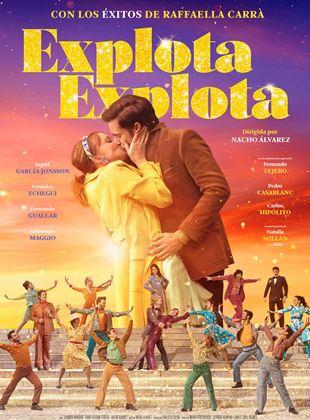 CON LOS ÉXITOS DE RAFFAELLA CARRÀ
Explota
Explota
Dirigida por
NACHO ÁLVAREZ
Ingrid
GARCÍA-JONSSON
Verónica
ECHEGUI
Fernando
GUALLAR
Giuseppe
MAGGIO
Fernando
TEJERO
Pedro
CASABLANC
Carlos
HIPÓLITO
Natalia
MILLÁN